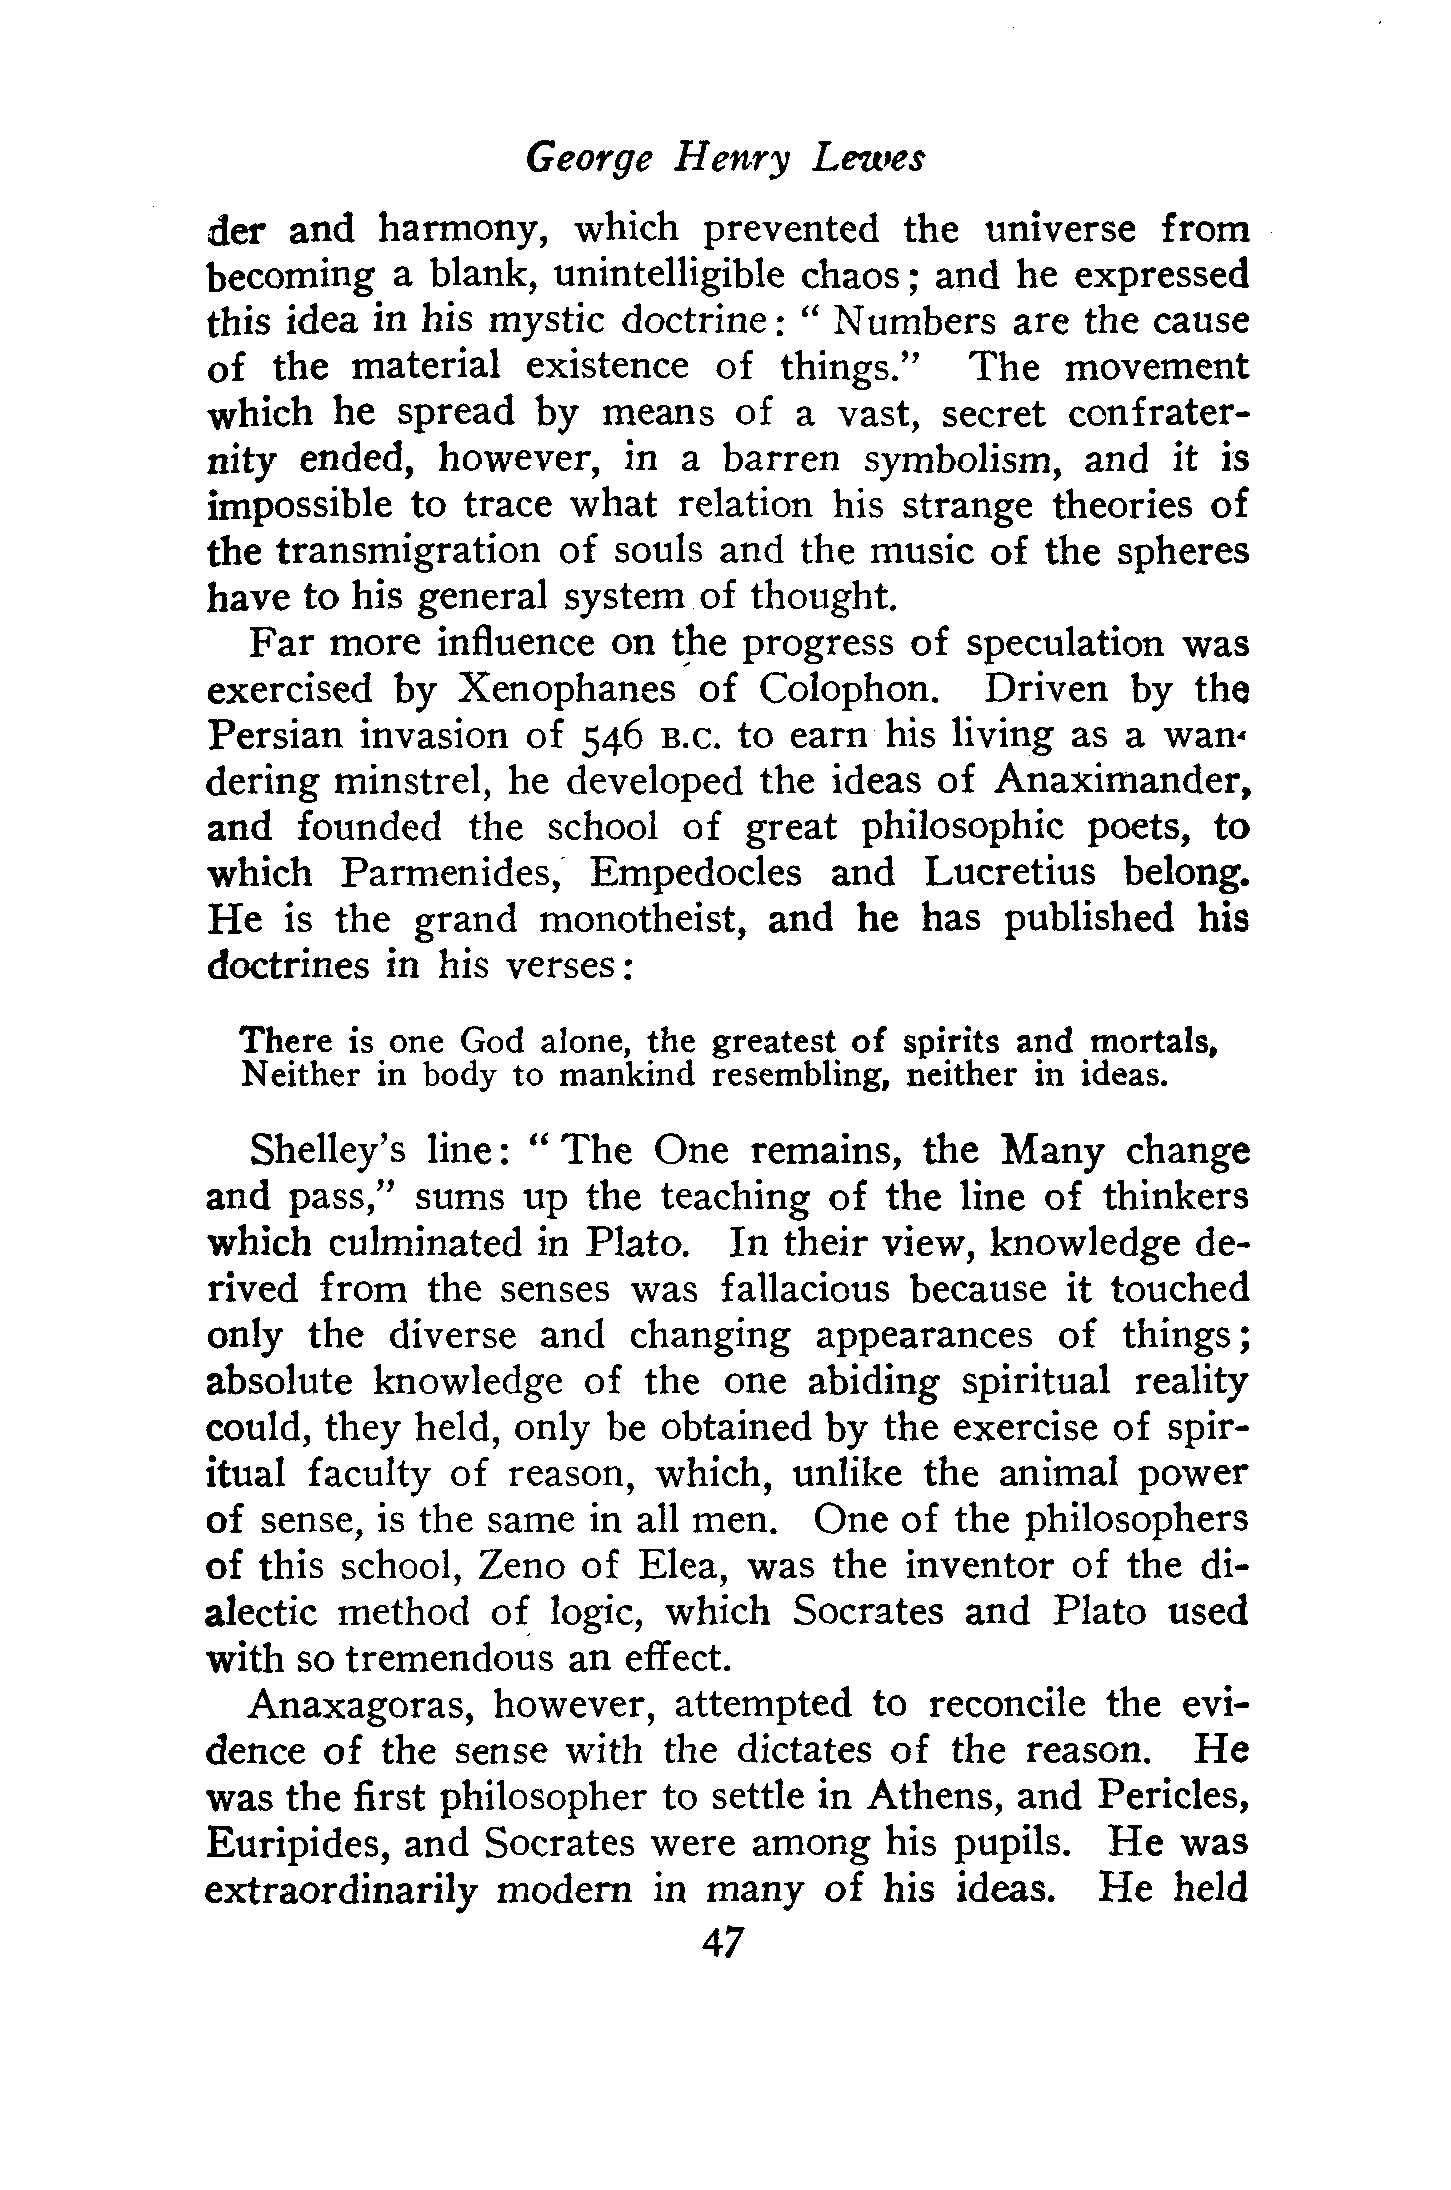 George Henry Lewes
der and harmony, which prevented the universe from
becoming a blank, unintelligible chaos; and he expressed
this idea in his mystic doctrine: “ Numbers are the cause
of the material existence of things.” The movement
which he spread by means of a vast, secret confrater-
nity ended, however, in a barren symbolism, and it is
impossible to trace what relation his strange theories of
the transmigration of souls and the music of the spheres
have to his general system of thought.
Far more influence on the progress of speculation was
exercised by Xenophanes of Colophon. Driven by the
Persian invasion of 546 B.C. to earn his living as a wan-
dering minstrel, he developed the ideas of Anaximander,
and founded the school of great philosophic poets, to
which Parmenides, Empedocles and Lucretius belong.
He is the grand monotheist, and he has published his
doctrines in his verses:
There is one God alone, the greatest of spirits and mortals,
Neither in body to mankind resembling, neither in ideas.
Shelley’s line: “ The One remains, the Many change
and pass,” sums up the teaching of the line of thinkers
which culminated in Plato. In their view, knowledge de-
rived from the senses was fallacious because it touched
only the diverse and changing appearances of things;
absolute knowledge of the one abiding spiritual reality
could, they held, only be obtained by the exercise of spir-
itual faculty of reason, which, unlike the animal power
of sense, is the same in all men. One of the philosophers
of this school, Zeno of Elea, was the inventor of the di-
alectic method of logic, which Socrates and Plato used
with so tremendous an effect.
Anaxagoras, however, attempted to reconcile the evi-
dence of the sense with the dictates of the reason. He
was the first philosopher to settle in Athens, and Pericles,
Euripides, and Socrates were among his pupils. He was
extraordinarily modern in many of his ideas. He held
47